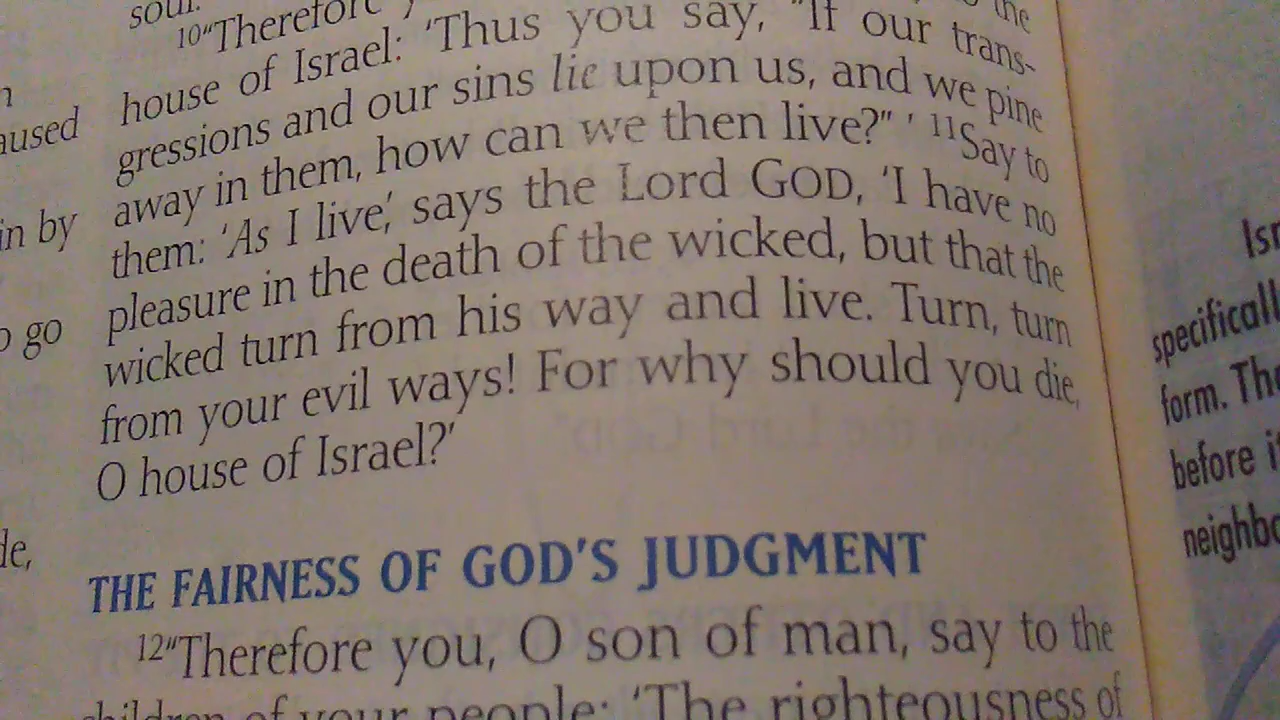 soul.
10"Therefore
the
house of Israel: 'Thus you say, "If our trans-
gressions and our sins lie upon us, and we pine
away in them, how can we then live?" ' 11Say to
them: 'As I live,' says the Lord GOD, 'I have no
pleasure in the death of the wicked, but that the
wicked turn from his way and live. Turn, turn
from your evil ways! For why should you die,
O house of Israel?'
THE FAIRNESS OF GOD'S JUDGMENT
12"Therefore you, O son of man, say to the
children of your people: 'The righteousness of
aused
in by
go
de,
Isr
specificall
form. The
before i
neighbo